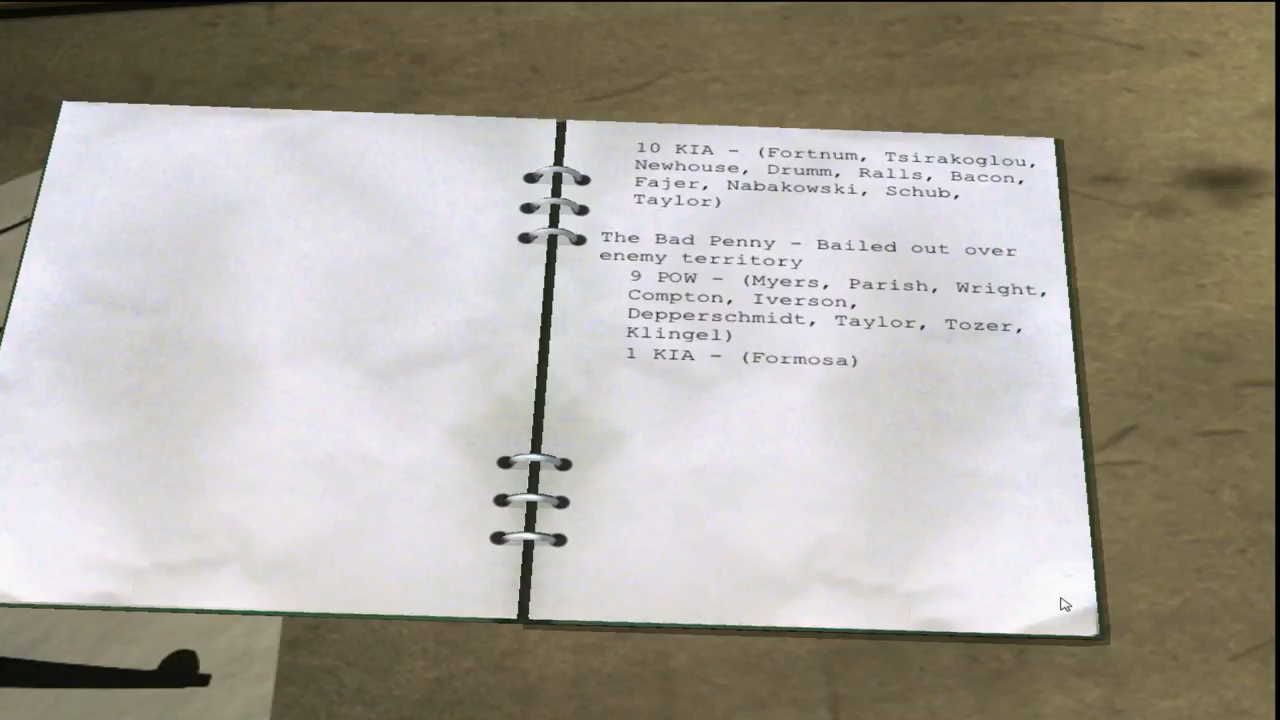 10 KIA - (Fortnum, Tsirakoglou,
Newhouse, Drumm, Ralls, Bacon,
Fajer, Nabakowski, Schub,
Taylor)
The Bad Penny - Bailed out over
enemy territory
9 POW - (Myers, Parish, Wright,
Compton, Iverson,
Depperschmidt, Taylor, Tozer,
Klingel)
1 KIA - (Formosa)